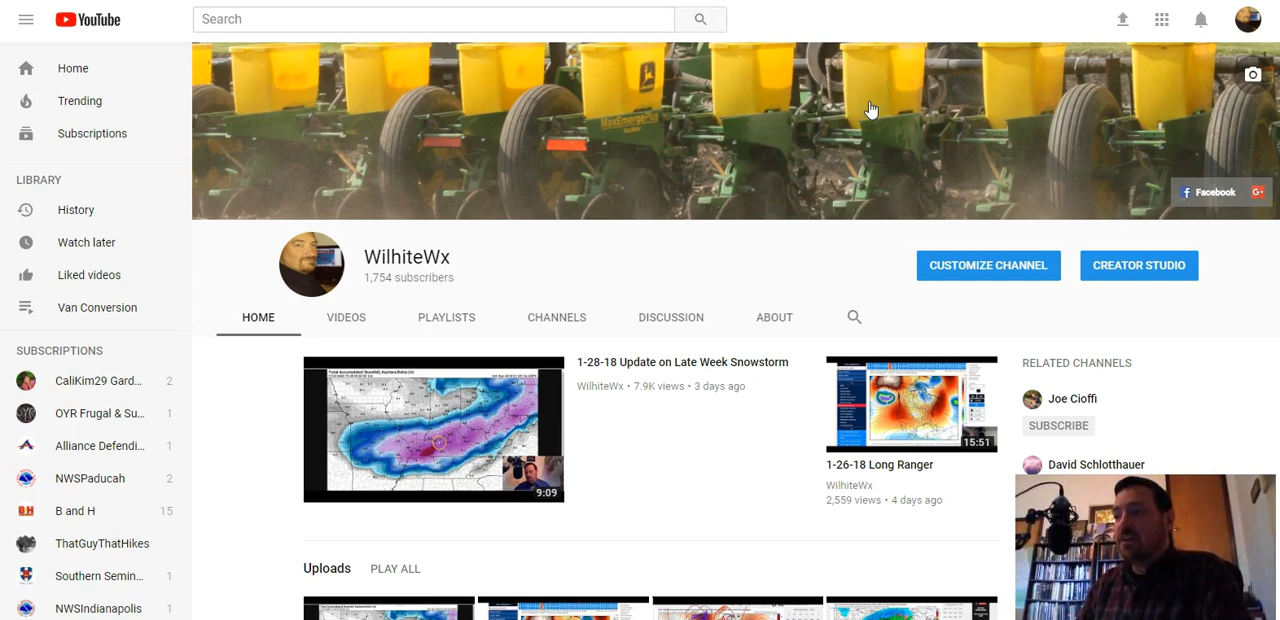 YouTube
Search
Home
Trending
Subscriptions
LIBRARY
History
Watch later
Liked videos
Van Conversion
SUBSCRIPTIONS
CaliKim29 Gard... 2
OYR Frugal & Su... 1
Alliance Defendi... 1
NWSPaducah 2
B and H 15
ThatGuyThatHikes
Southern Semin... 1
NWSIndianapolis 1
MaxEmergePlus
Facebook G+
WilhiteWx
1,754 subscribers
CUSTOMIZE CHANNEL CREATOR STUDIO
HOME VIDEOS PLAYLISTS CHANNELS DISCUSSION ABOUT
9:09
1-28-18 Update on Late Week Snowstorm
WilhiteWx • 7.9K views • 3 days ago
15:51
1-26-18 Long Ranger
WilhiteWx
2,559 views • 4 days ago
RELATED CHANNELS
Joe Cioffi
SUBSCRIBE
David Schlotthauer
Uploads PLAY ALL